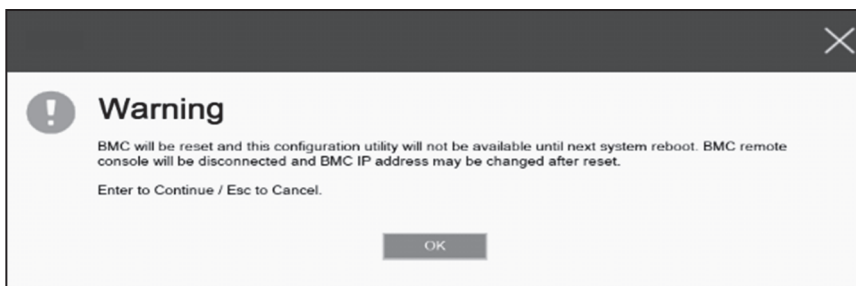 Warning
BMC will be reset and this configuration utility will not be available until next system reboot. BMC remote
console will be disconnected and BMC IP address may be changed after reset.
Enter to Continue / Esc to Cancel.
OK